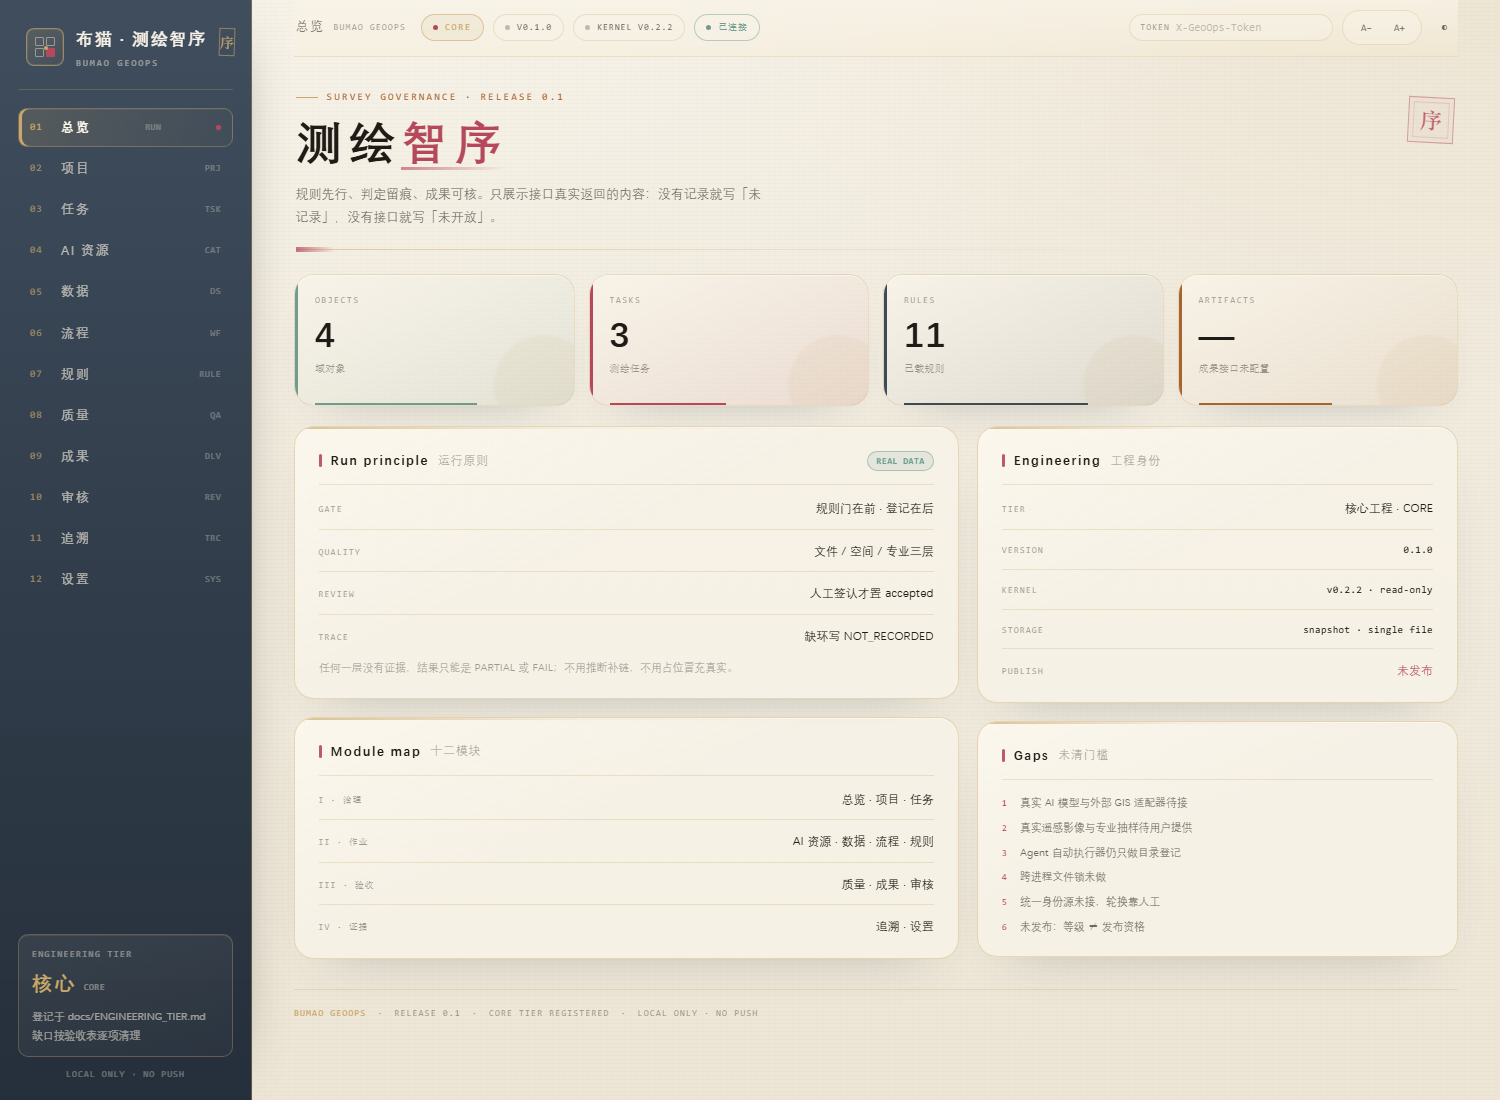 布猫 · 测绘智序
序
BUMAO GEOOPS
01 总览 RUN
02 项目 PRJ
03 任务 TSK
04 AI 资源 CAT
05 数据 DS
06 流程 WF
07 规则 RULE
08 质量 QA
09 成果 DLV
10 审核 REV
11 追溯 TRC
12 设置 SYS
ENGINEERING TIER
核心 CORE
登记于 docs/ENGINEERING_TIER.md
缺口按验收表逐项清理
LOCAL ONLY · NO PUSH
总览 BUMAO GEOOPS CORE V0.1.0 KERNEL V0.2.2 已连接 TOKEN X-GeoOps-Token A− A+
SURVEY GOVERNANCE · RELEASE 0.1
测绘智序
序
规则先行、判定留痕、成果可核。只展示接口真实返回的内容：没有记录就写「未
记录」，没有接口就写「未开放」。
OBJECTS
4
域对象
TASKS
3
测绘任务
RULES
11
已载规则
ARTIFACTS
—
成果接口未配置
Run principle 运行原则 REAL DATA
GATE 规则门在前 · 登记在后
QUALITY 文件 / 空间 / 专业三层
REVIEW 人工签认才置 accepted
TRACE 缺环写 NOT_RECORDED
任何一层没有证据，结果只能是 PARTIAL 或 FAIL；不用推断补链，不用占位冒充真实。
Engineering 工程身份
TIER 核心工程 · CORE
VERSION 0.1.0
KERNEL v0.2.2 · read-only
STORAGE snapshot · single file
PUBLISH 未发布
Module map 十二模块
I · 治理 总览 · 项目 · 任务
II · 作业 AI 资源 · 数据 · 流程 · 规则
III · 验收 质量 · 成果 · 审核
IV · 证据 追溯 · 设置
Gaps 未清门槛
1 真实 AI 模型与外部 GIS 适配器待接
2 真实遥感影像与专业抽样待用户提供
3 Agent 自动执行器仍只做目录登记
4 跨进程文件锁未做
5 统一身份源未接，轮换靠人工
6 未发布：等级 ≠ 发布资格
BUMAO GEOOPS · RELEASE 0.1 · CORE TIER REGISTERED · LOCAL ONLY · NO PUSH